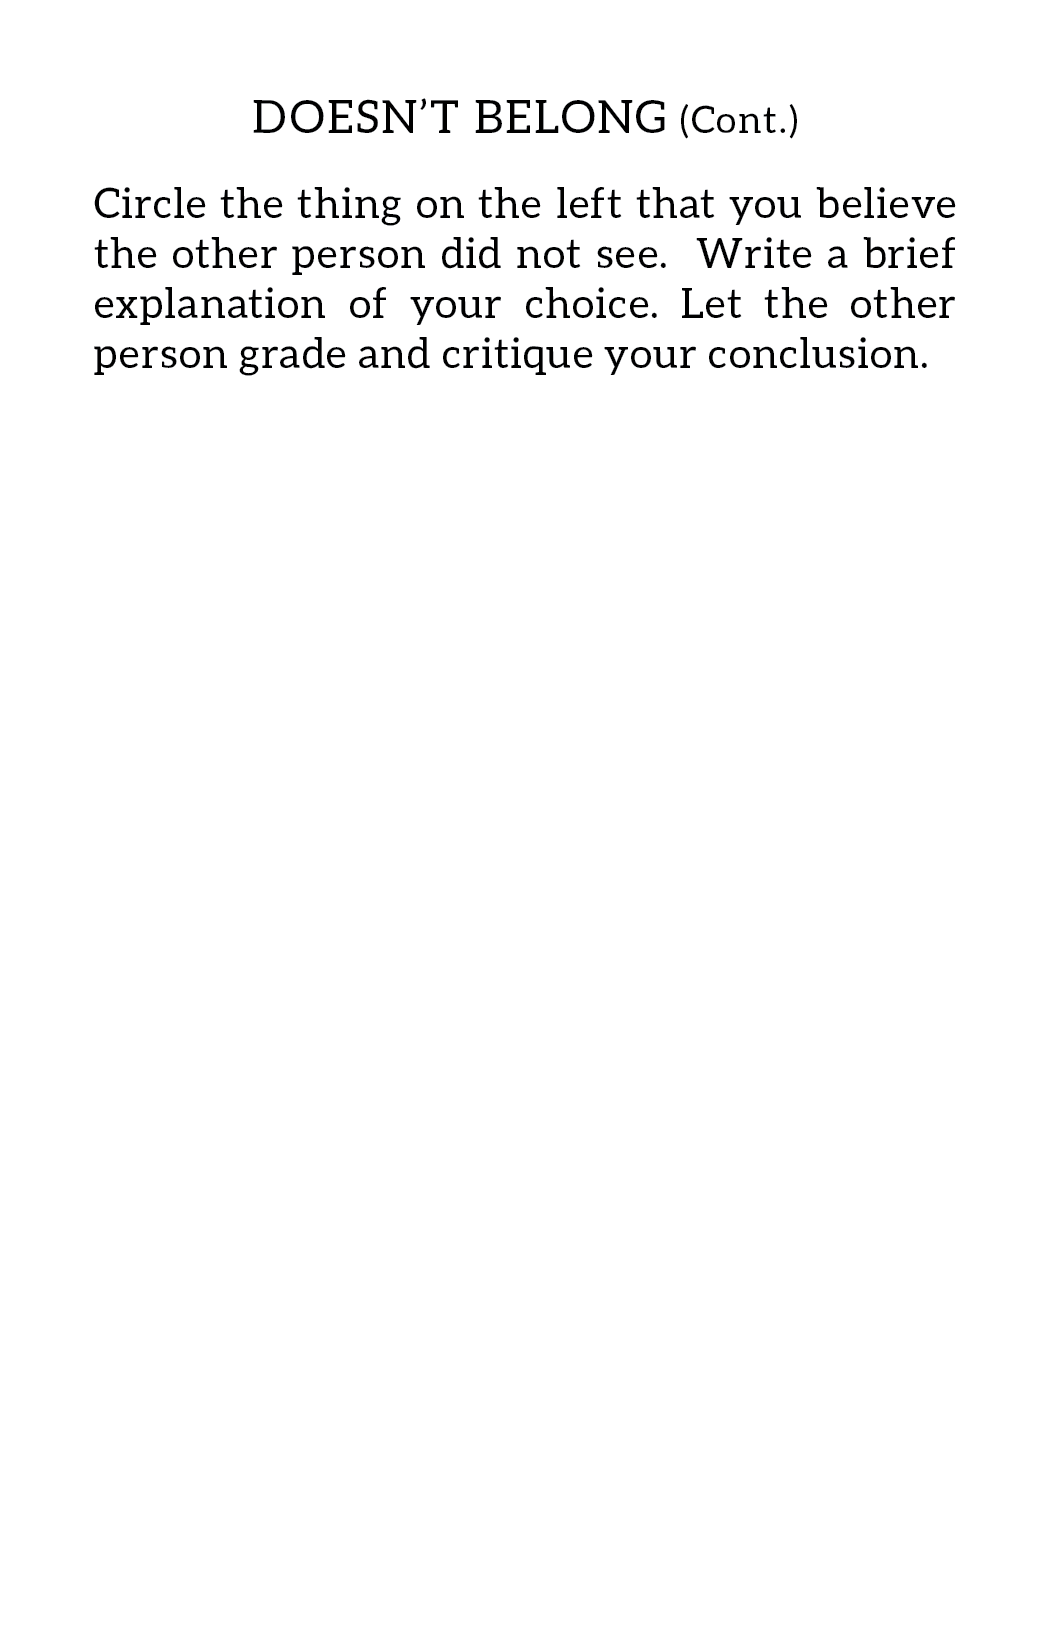 DOESN’T BELONG (Cont.)
Circle the thing on the left that you believe
the other person did not see.  Write a brief
explanation of your choice. Let the other
person grade and critique your conclusion.